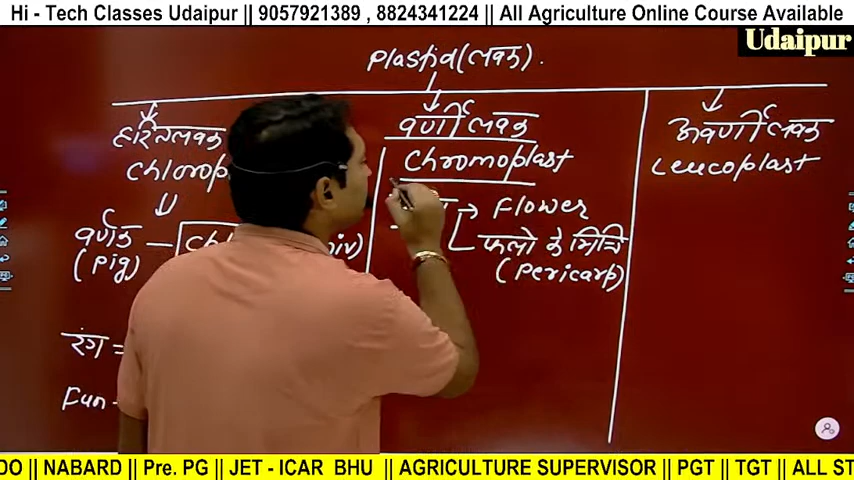 Hi - Tech Classes Udaipur || 9057921389 , 8824341224 || All Agriculture Online Course Available
Udaipur
Plastid (लवक) .
हरितलवक
chlorop
वर्णक —
(Pig)
रंग =
Fun -
वर्णी लवक
Chromoplast
→ Flower
फलो के भित्ति
(Pericarp)
अवर्णी लवक
Leucoplast
DO || NABARD || Pre. PG || JET - ICAR BHU || AGRICULTURE SUPERVISOR || PGT || TGT || ALL ST